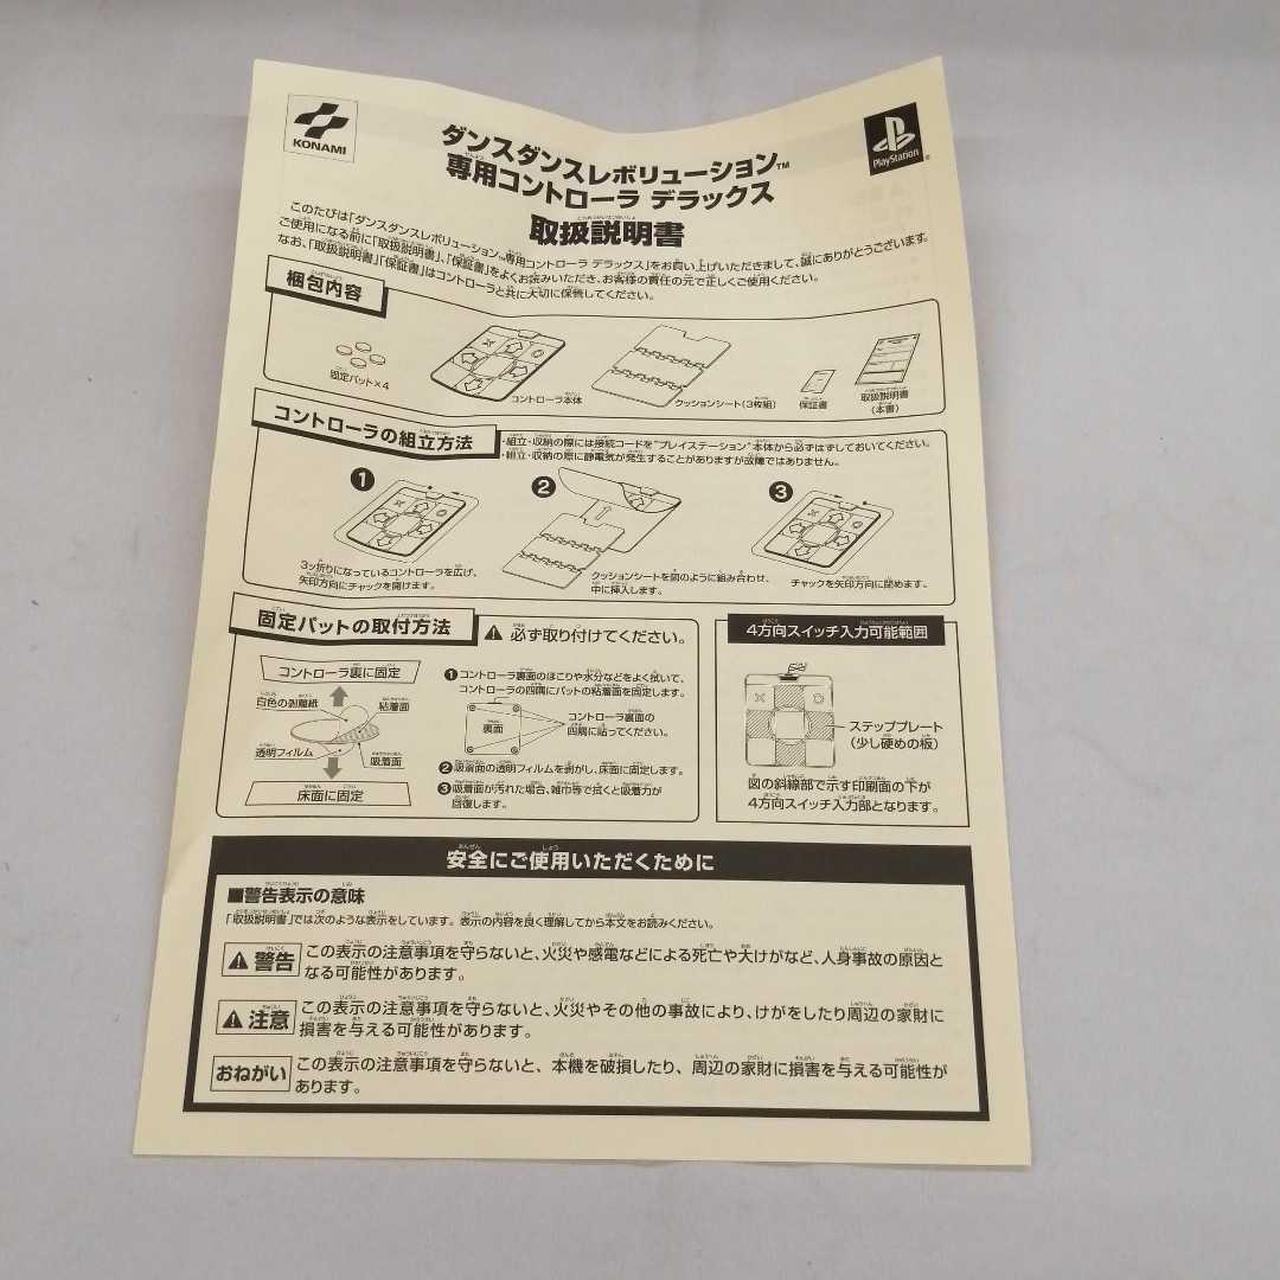 KONAMI
PlayStation
ダンスダンスレボリューション™
専用コントローラ デラックス
取扱説明書
このたびは「ダンスダンスレボリューション™専用コントローラ デラックス」をお買い上げいただきまして、誠にありがとうございます。
ご使用になる前に「取扱説明書」、「保証書」をよくお読みいただき、お客様の責任の元で正しくご使用ください。
なお、「取扱説明書」「保証書」はコントローラと共に大切に保管してください。
梱包内容
固定パット×4
コントローラ本体
クッションシート(3枚組)
保証書
取扱説明書
(本書)
コントローラの組立方法
・組立・収納の際には接続コードを"プレイステーション"本体から必ずはずしておいてください。
・組立・収納の際に静電気が発生することがありますが故障ではありません。
1
3ッ折りになっているコントローラを広げ、
矢印方向にチャックを開けます。
2
クッションシートを図のように組み合わせ、
中に挿入します。
3
チャックを矢印方向に閉めます。
固定パットの取付方法
必ず取り付けてください。
コントローラ裏に固定
白色の剥離紙
粘着面
透明フィルム
吸着面
床面に固定
1 コントローラ裏面のほこりや水分などをよく拭いて、
コントローラの四隅にパットの粘着面を固定します。
裏面
コントローラ裏面の
四隅に貼ってください。
2 吸着面の透明フィルムを剥がし、床面に固定します。
3 吸着面が汚れた場合、雑巾等で拭くと吸着力が
回復します。
4方向スイッチ入力可能範囲
ステッププレート
(少し硬めの板)
図の斜線部で示す印刷面の下が
4方向スイッチ入力部となります。
安全にご使用いただくために
■警告表示の意味
「取扱説明書」では次のような表示をしています。表示の内容を良く理解してから本文をお読みください。
警告
この表示の注意事項を守らないと、火災や感電などによる死亡や大けがなど、人身事故の原因と
なる可能性があります。
注意
この表示の注意事項を守らないと、火災やその他の事故により、けがをしたり周辺の家財に
損害を与える可能性があります。
おねがい
この表示の注意事項を守らないと、本機を破損したり、周辺の家財に損害を与える可能性が
あります。